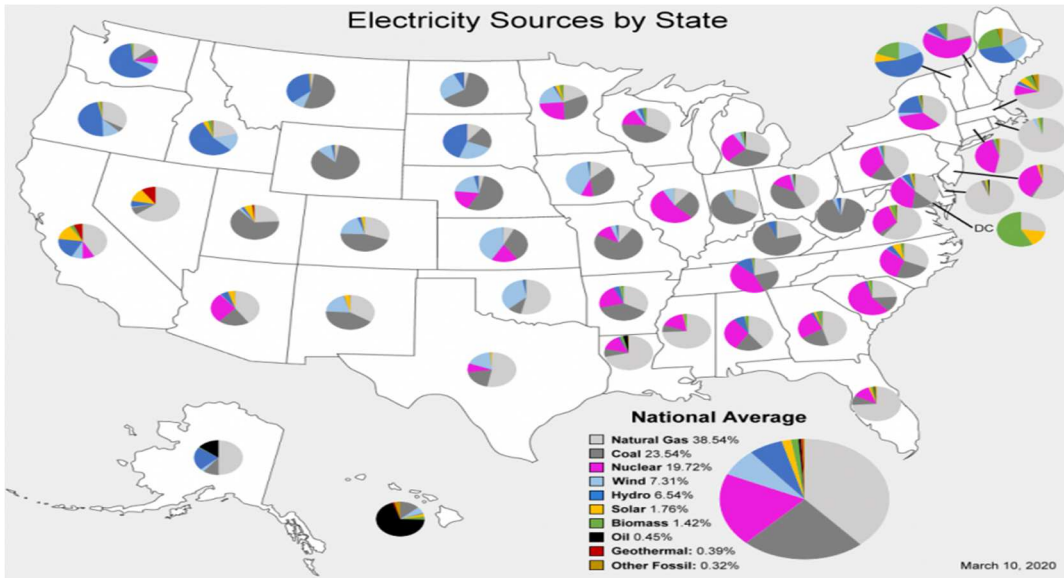 Electricity Sources by State
DC
National Average
Natural Gas 38.54%
Coal 23.54%
Nuclear 19.72%
Wind 7.31%
Hydro 6.54%
Solar 1.76%
Biomass 1.42%
Oil 0.45%
Geothermal: 0.39%
Other Fossil: 0.32%
March 10, 2020